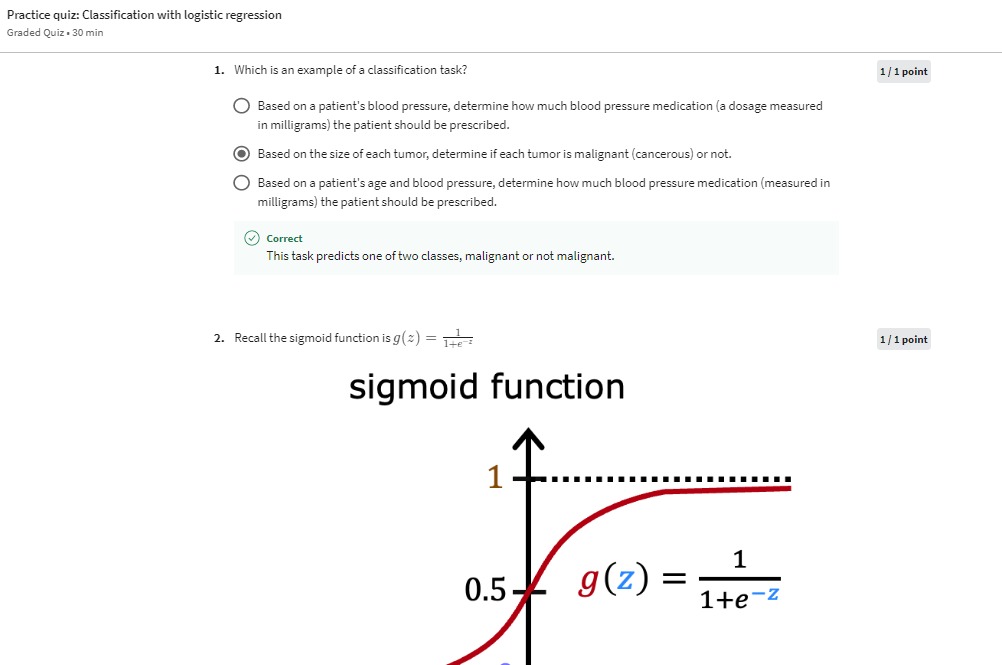 Practice quiz: Classification with logistic regression
Graded Quiz • 30 min
1. Which is an example of a classification task?
1 / 1 point
Based on a patient's blood pressure, determine how much blood pressure medication (a dosage measured
in milligrams) the patient should be prescribed.
Based on the size of each tumor, determine if each tumor is malignant (cancerous) or not.
Based on a patient's age and blood pressure, determine how much blood pressure medication (measured in
milligrams) the patient should be prescribed.
Correct
This task predicts one of two classes, malignant or not malignant.
2. Recall the sigmoid function is g(z) = 1/(1+e^-z)
1 / 1 point
sigmoid function
1
0.5
g(z) = 1/(1+e^-z)